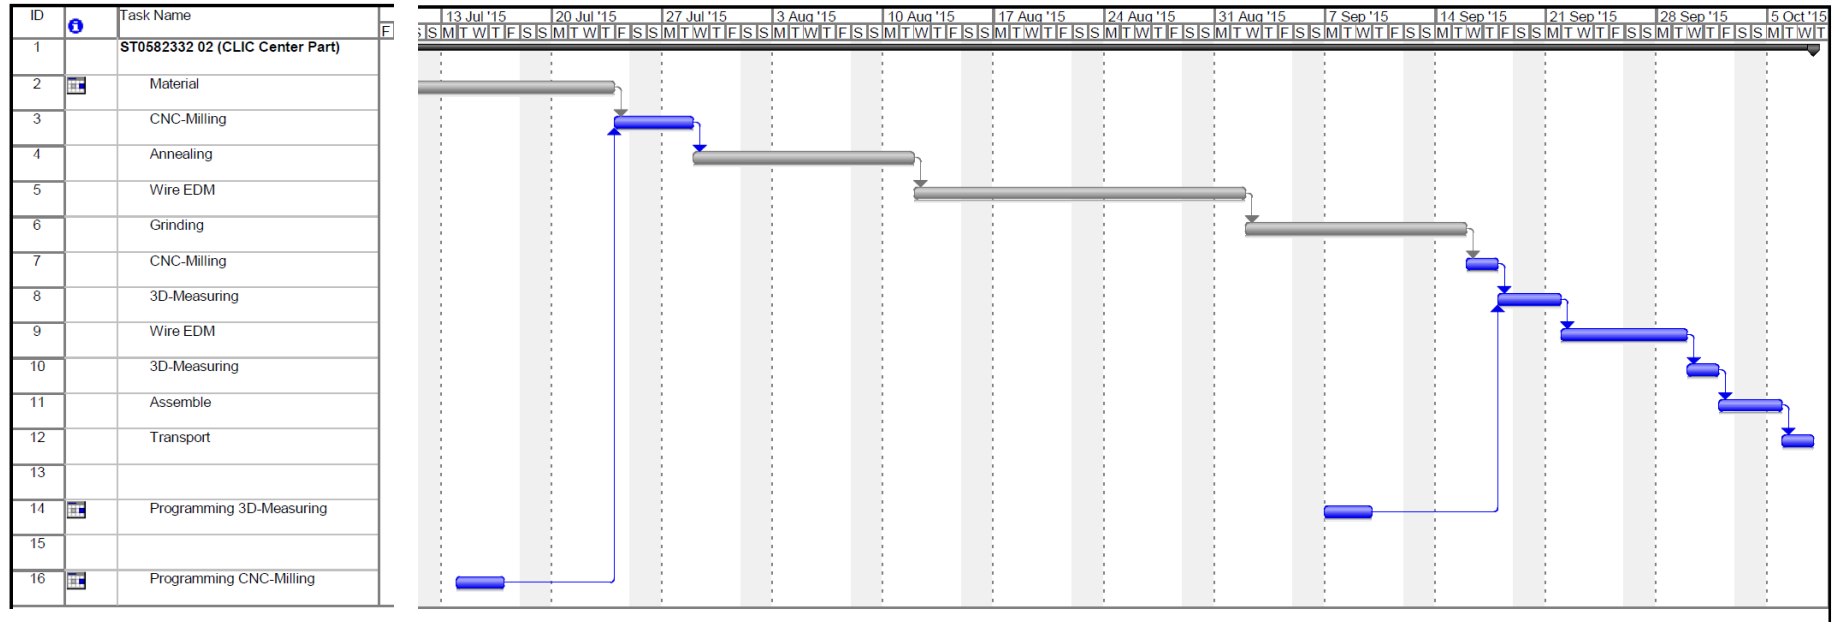 ID Task Name 13 Jul '15 20 Jul '15 27 Jul '15 3 Aug '15 10 Aug '15 17 Aug '15 24 Aug '15 31 Aug '15 7 Sep '15 14 Sep '15 21 Sep '15 28 Sep '15 5 Oct '15
F S S M T W T F S S M T W T F S S M T W T F S S M T W T F S S M T W T F S S M T W T F S S M T W T F S S M T W T F S S M T W T F S S M T W T F S S M T W T F S S M T W T F S S M T W T
1 ST0582332 02 (CLIC Center Part)
2 Material
3 CNC-Milling
4 Annealing
5 Wire EDM
6 Grinding
7 CNC-Milling
8 3D-Measuring
9 Wire EDM
10 3D-Measuring
11 Assemble
12 Transport
13
14 Programming 3D-Measuring
15
16 Programming CNC-Milling